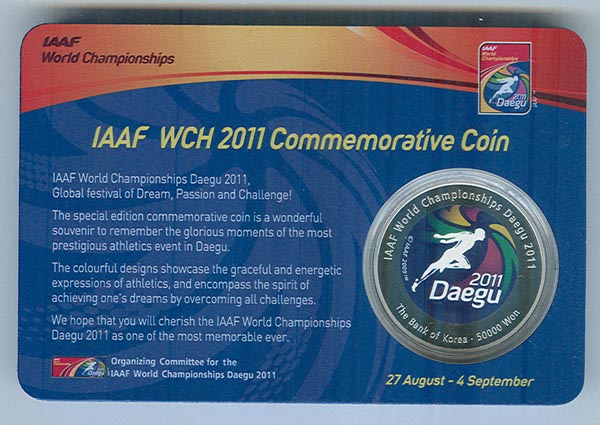 IAAF
World Championships
IAAF
World
Championships
2011
Daegu
IAAF WCH 2011 Commemorative Coin
IAAF World Championships Daegu 2011,
Global festival of Dream, Passion and Challenge!
The special edition commemorative coin is a wonderful
souvenir to remember the glorious moments of the most
prestigious athletics event in Daegu.
The colourful designs showcase the graceful and energetic
expressions of athletics, and encompass the spirit of
achieving one's dreams by overcoming all challenges.
We hope that you will cherish the IAAF World Championships
Daegu 2011 as one of the most memorable ever.
Daegu
Organizing Committee for the
IAAF World Championships Daegu 2011
IAAF World Championships Daegu 2011
©IAAF 2009™
2011
Daegu
The Bank of Korea - 50000 Won
27 August - 4 September